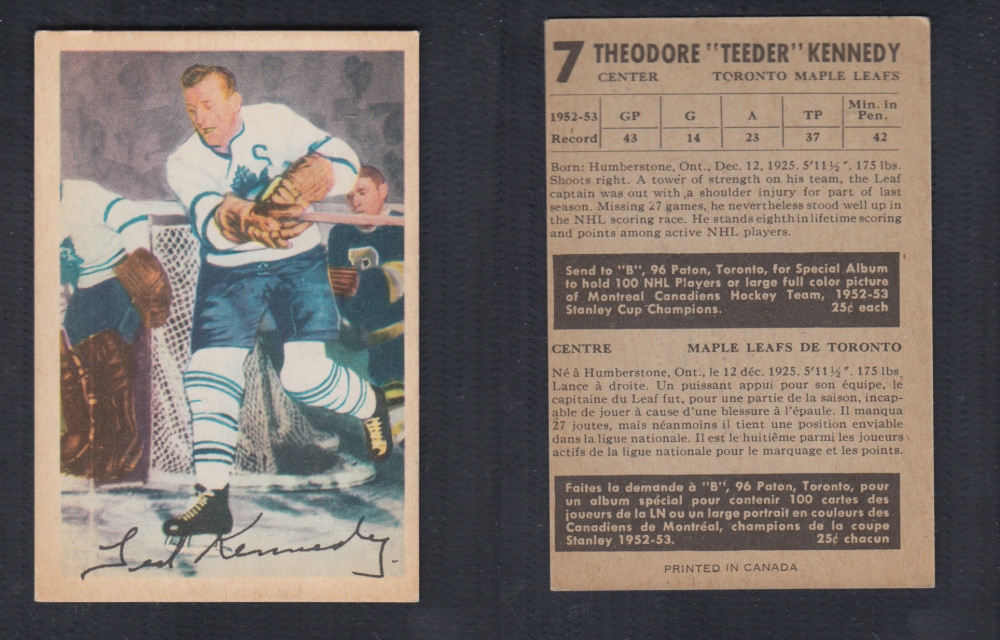 C
Ted Kennedy.
7 THEODORE "TEEDER" KENNEDY
CENTER TORONTO MAPLE LEAFS
1952-53 Record GP G A TP Min. in Pen.
43 14 23 37 42
Born: Humberstone, Ont., Dec. 12, 1925. 5'11½". 175 lbs.
Shoots right. A tower of strength on his team, the Leaf
captain was out with a shoulder injury for part of last
season. Missing 27 games, he nevertheless stood well up in
the NHL scoring race. He stands eighth in lifetime scoring
and points among active NHL players.
Send to "B", 96 Paton, Toronto, for Special Album
to hold 100 NHL Players or large full color picture
of Montreal Canadiens Hockey Team, 1952-53
Stanley Cup Champions. 25¢ each
CENTRE MAPLE LEAFS DE TORONTO
Né à Humberstone, Ont., le 12 déc. 1925. 5'11½". 175 lbs
Lance à droite. Un puissant appui pour son équipe, le
capitaine du Leaf fut, pour une partie de la saison, incap-
able de jouer à cause d'une blessure à l'épaule. Il manqua
27 joutes, mais néanmoins il tient une position enviable
dans la ligue nationale. Il est le huitième parmi les joueurs
actifs de la ligue nationale pour le marquage et les points.
Faites la demande à "B", 96 Paton, Toronto, pour
un album spécial pour contenir 100 cartes des
joueurs de la LN ou un large portrait en couleurs des
Canadiens de Montréal, champions de la coupe
Stanley 1952-53. 25¢ chacun
PRINTED IN CANADA